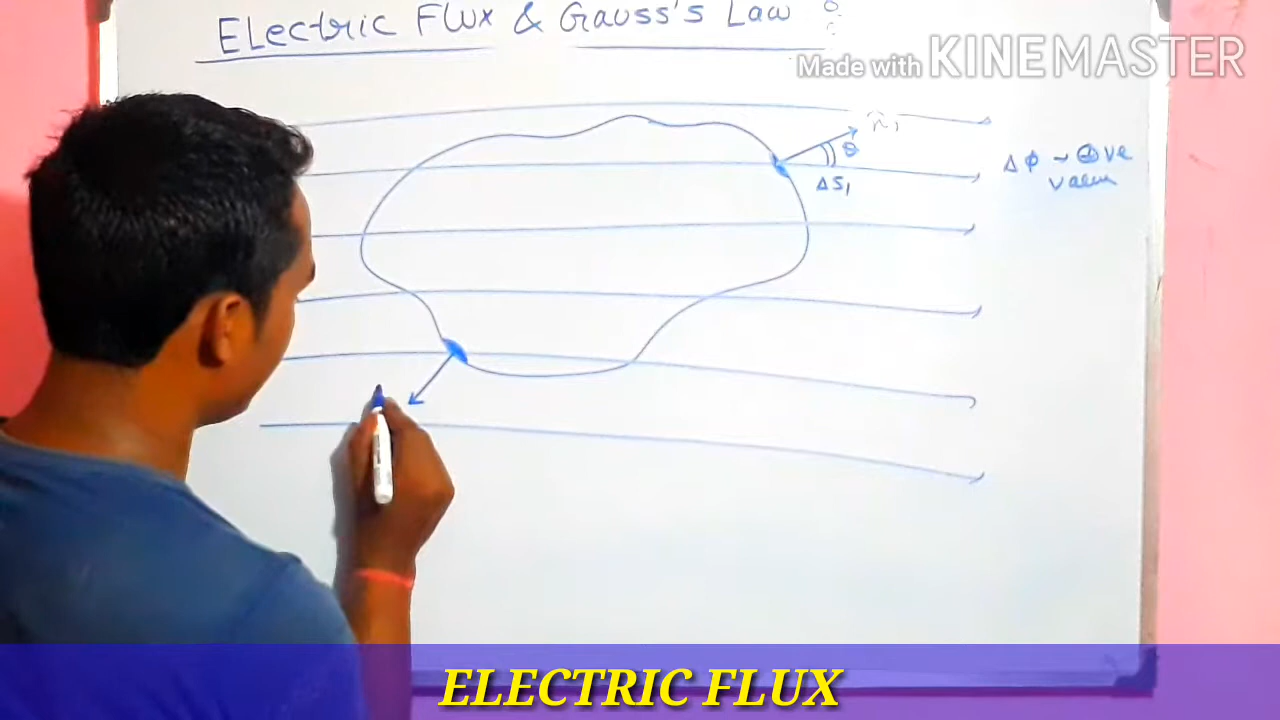 Electric Flux & Gauss's Law :
Made with KINEMASTER
n̂₁
θ
Δϕ ~ ⊕ve
value
ΔS₁
ELECTRIC FLUX